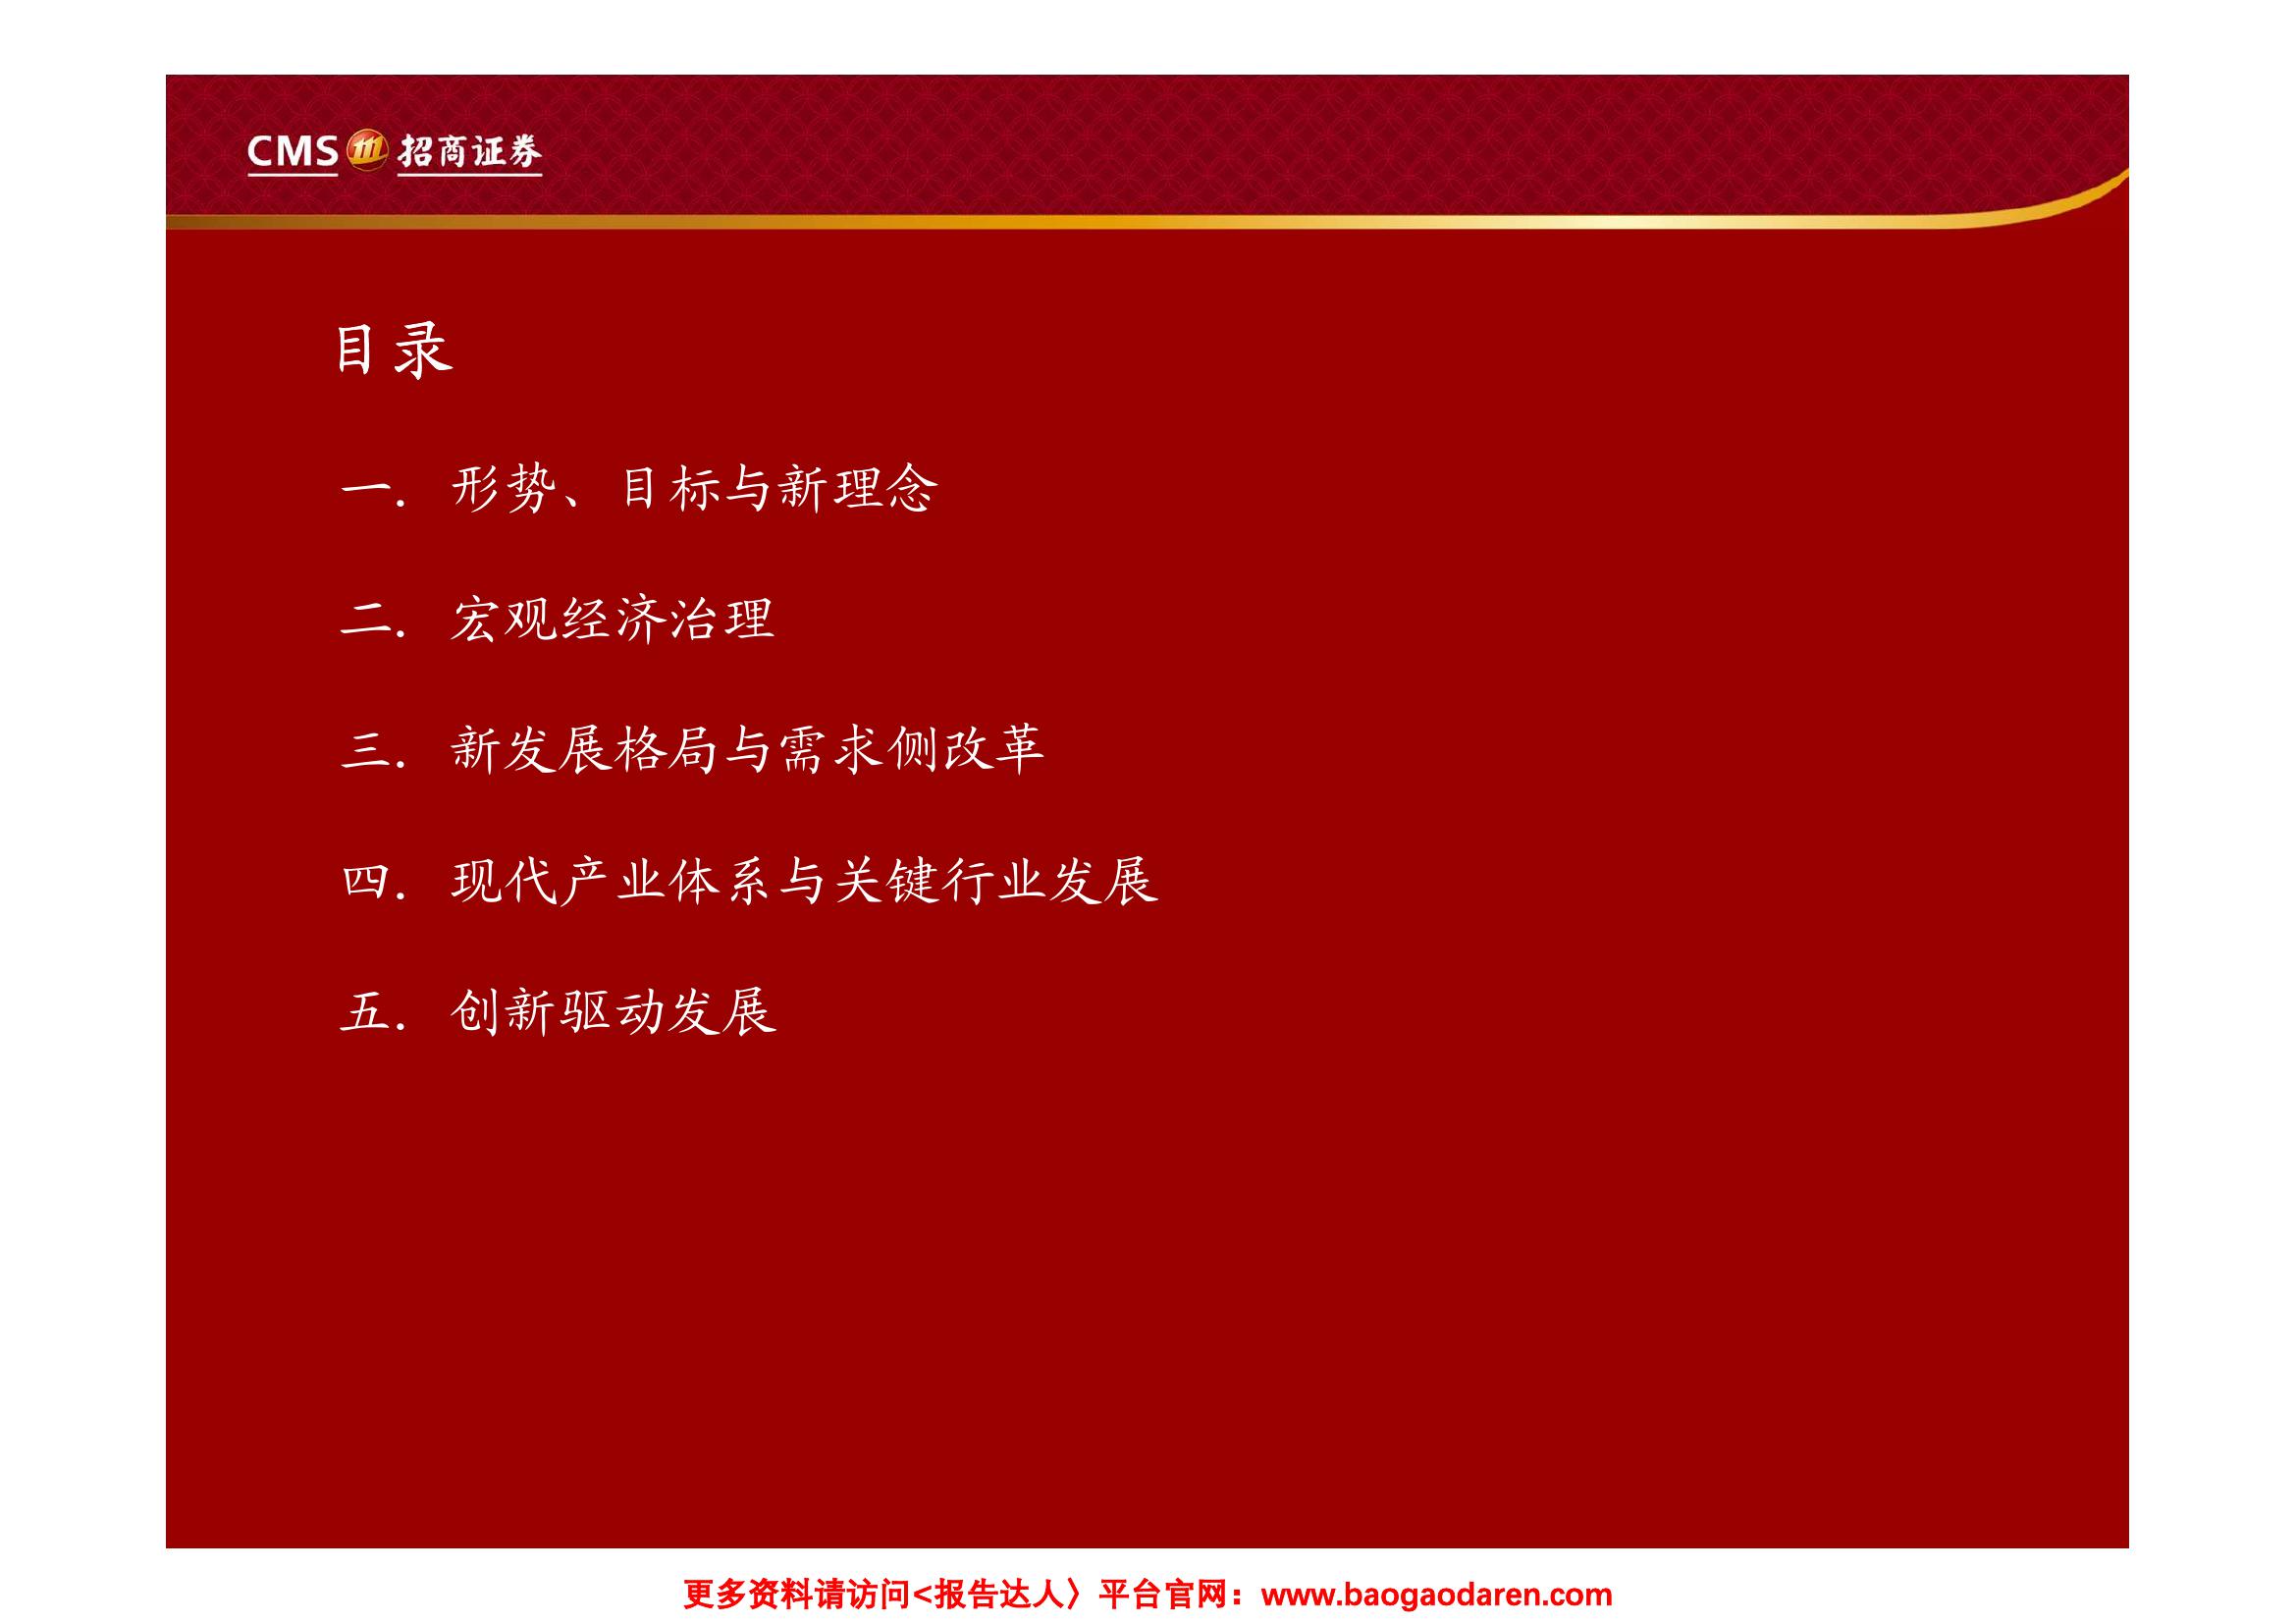 CMS 招商证券
目录
一. 形势、目标与新理念
二. 宏观经济治理
三. 新发展格局与需求侧改革
四. 现代产业体系与关键行业发展
五. 创新驱动发展
更多资料请访问<报告达人〉平台官网：www.baogaodaren.com